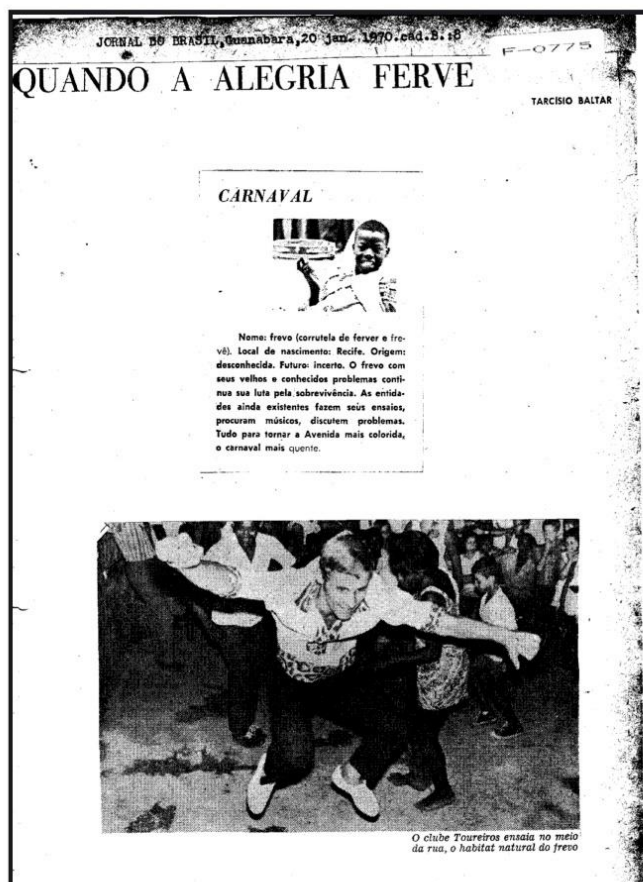 JORNAL DO BRASIL,Guanabara,20 jan. 1970.cad.B.:8
F-0775
QUANDO A ALEGRIA FERVE
TARCÍSIO BALTAR
CARNAVAL
Nome: frevo (corrutela de ferver e fre-
vê). Local de nascimento: Recife. Origem:
desconhecida. Futuro: incerto. O frevo com
seus velhos e conhecidos problemas conti-
nua sua luta pela sobrevivência. As entida-
des ainda existentes fazem seus ensaios,
procuram músicos, discutem problemas.
Tudo para tornar a Avenida mais colorida,
o carnaval mais quente.
O clube Toureiros ensaia no meio
da rua, o habitat natural do frevo